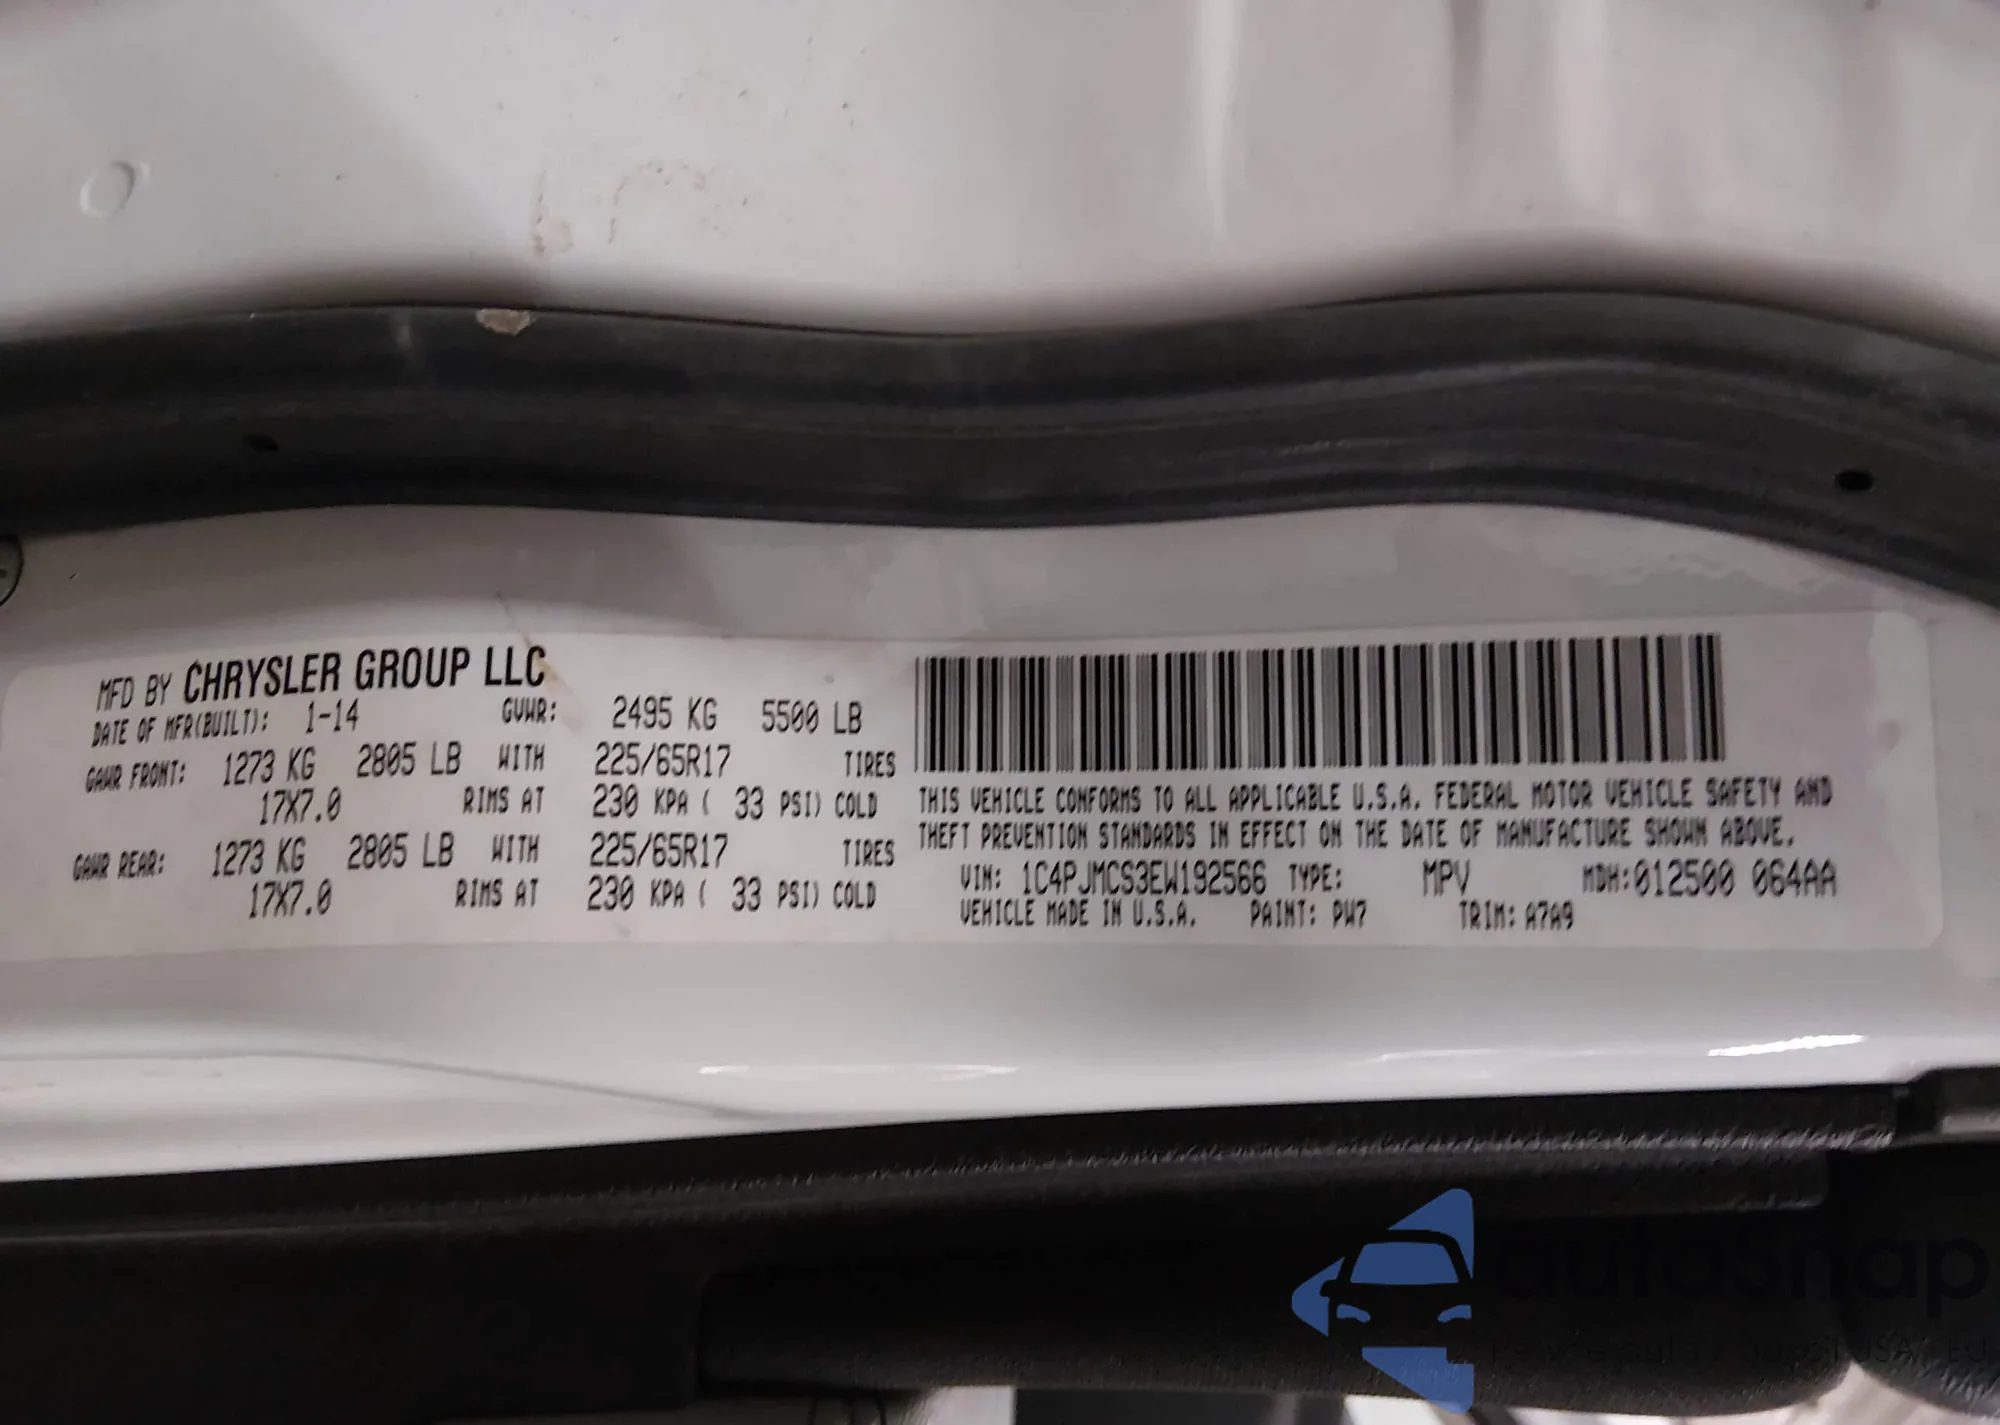 MFD BY CHRYSLER GROUP LLC
DATE OF MFR(BUILT): 1-14 GVWR: 2495 KG 5500 LB
GAWR FRONT: 1273 KG 2805 LB WITH 225/65R17 TIRES
17X7.0 RIMS AT 230 KPA ( 33 PSI) COLD
GAWR REAR: 1273 KG 2805 LB WITH 225/65R17 TIRES
17X7.0 RIMS AT 230 KPA ( 33 PSI) COLD
THIS VEHICLE CONFORMS TO ALL APPLICABLE U.S.A. FEDERAL MOTOR VEHICLE SAFETY AND
THEFT PREVENTION STANDARDS IN EFFECT ON THE DATE OF MANUFACTURE SHOWN ABOVE.
VIN: 1C4PJMCS3EW192566 TYPE: MPV MDH:012500 064AA
VEHICLE MADE IN U.S.A. PAINT: PW7 TRIM: A7A9
autosnap